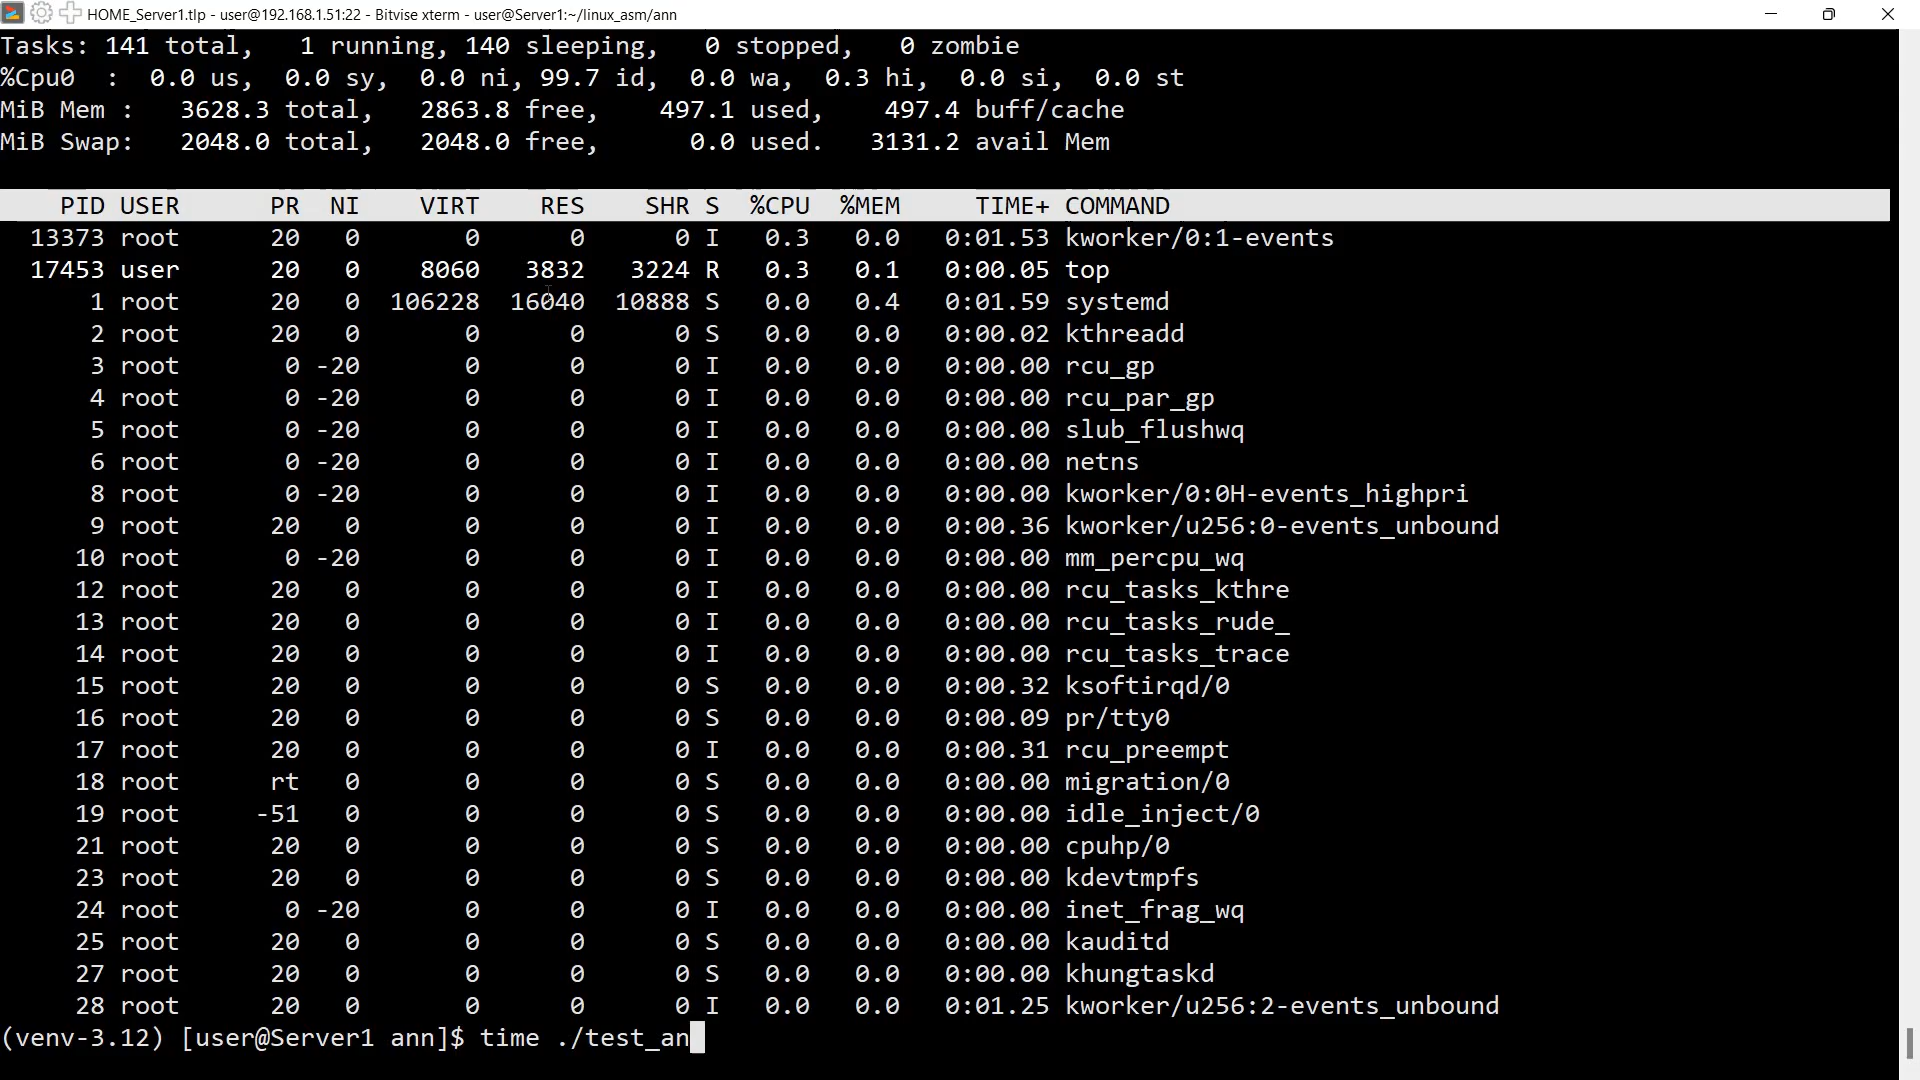 HOME_Server1.tlp - user@192.168.1.51:22 - Bitvise xterm - user@Server1:~/linux_asm/ann
Tasks: 141 total,   1 running, 140 sleeping,   0 stopped,   0 zombie
%Cpu0  :  0.0 us,  0.0 sy,  0.0 ni, 99.7 id,  0.0 wa,  0.3 hi,  0.0 si,  0.0 st
MiB Mem :   3628.3 total,   2863.8 free,    497.1 used,    497.4 buff/cache
MiB Swap:   2048.0 total,   2048.0 free,      0.0 used.   3131.2 avail Mem
    PID USER      PR  NI    VIRT    RES    SHR S  %CPU  %MEM     TIME+ COMMAND
  13373 root      20   0       0      0      0 I   0.3   0.0   0:01.53 kworker/0:1-events
  17453 user      20   0    8060   3832   3224 R   0.3   0.1   0:00.05 top
      1 root      20   0  106228  16040  10888 S   0.0   0.4   0:01.59 systemd
      2 root      20   0       0      0      0 S   0.0   0.0   0:00.02 kthreadd
      3 root       0 -20       0      0      0 I   0.0   0.0   0:00.00 rcu_gp
      4 root       0 -20       0      0      0 I   0.0   0.0   0:00.00 rcu_par_gp
      5 root       0 -20       0      0      0 I   0.0   0.0   0:00.00 slub_flushwq
      6 root       0 -20       0      0      0 I   0.0   0.0   0:00.00 netns
      8 root       0 -20       0      0      0 I   0.0   0.0   0:00.00 kworker/0:0H-events_highpri
      9 root      20   0       0      0      0 I   0.0   0.0   0:00.36 kworker/u256:0-events_unbound
     10 root       0 -20       0      0      0 I   0.0   0.0   0:00.00 mm_percpu_wq
     12 root      20   0       0      0      0 I   0.0   0.0   0:00.00 rcu_tasks_kthre
     13 root      20   0       0      0      0 I   0.0   0.0   0:00.00 rcu_tasks_rude_
     14 root      20   0       0      0      0 I   0.0   0.0   0:00.00 rcu_tasks_trace
     15 root      20   0       0      0      0 S   0.0   0.0   0:00.32 ksoftirqd/0
     16 root      20   0       0      0      0 S   0.0   0.0   0:00.09 pr/tty0
     17 root      20   0       0      0      0 I   0.0   0.0   0:00.31 rcu_preempt
     18 root      rt   0       0      0      0 S   0.0   0.0   0:00.00 migration/0
     19 root     -51   0       0      0      0 S   0.0   0.0   0:00.00 idle_inject/0
     21 root      20   0       0      0      0 S   0.0   0.0   0:00.00 cpuhp/0
     23 root      20   0       0      0      0 S   0.0   0.0   0:00.00 kdevtmpfs
     24 root       0 -20       0      0      0 I   0.0   0.0   0:00.00 inet_frag_wq
     25 root      20   0       0      0      0 S   0.0   0.0   0:00.00 kauditd
     27 root      20   0       0      0      0 S   0.0   0.0   0:00.00 khungtaskd
     28 root      20   0       0      0      0 I   0.0   0.0   0:01.25 kworker/u256:2-events_unbound
(venv-3.12) [user@Server1 ann]$ time ./test_an